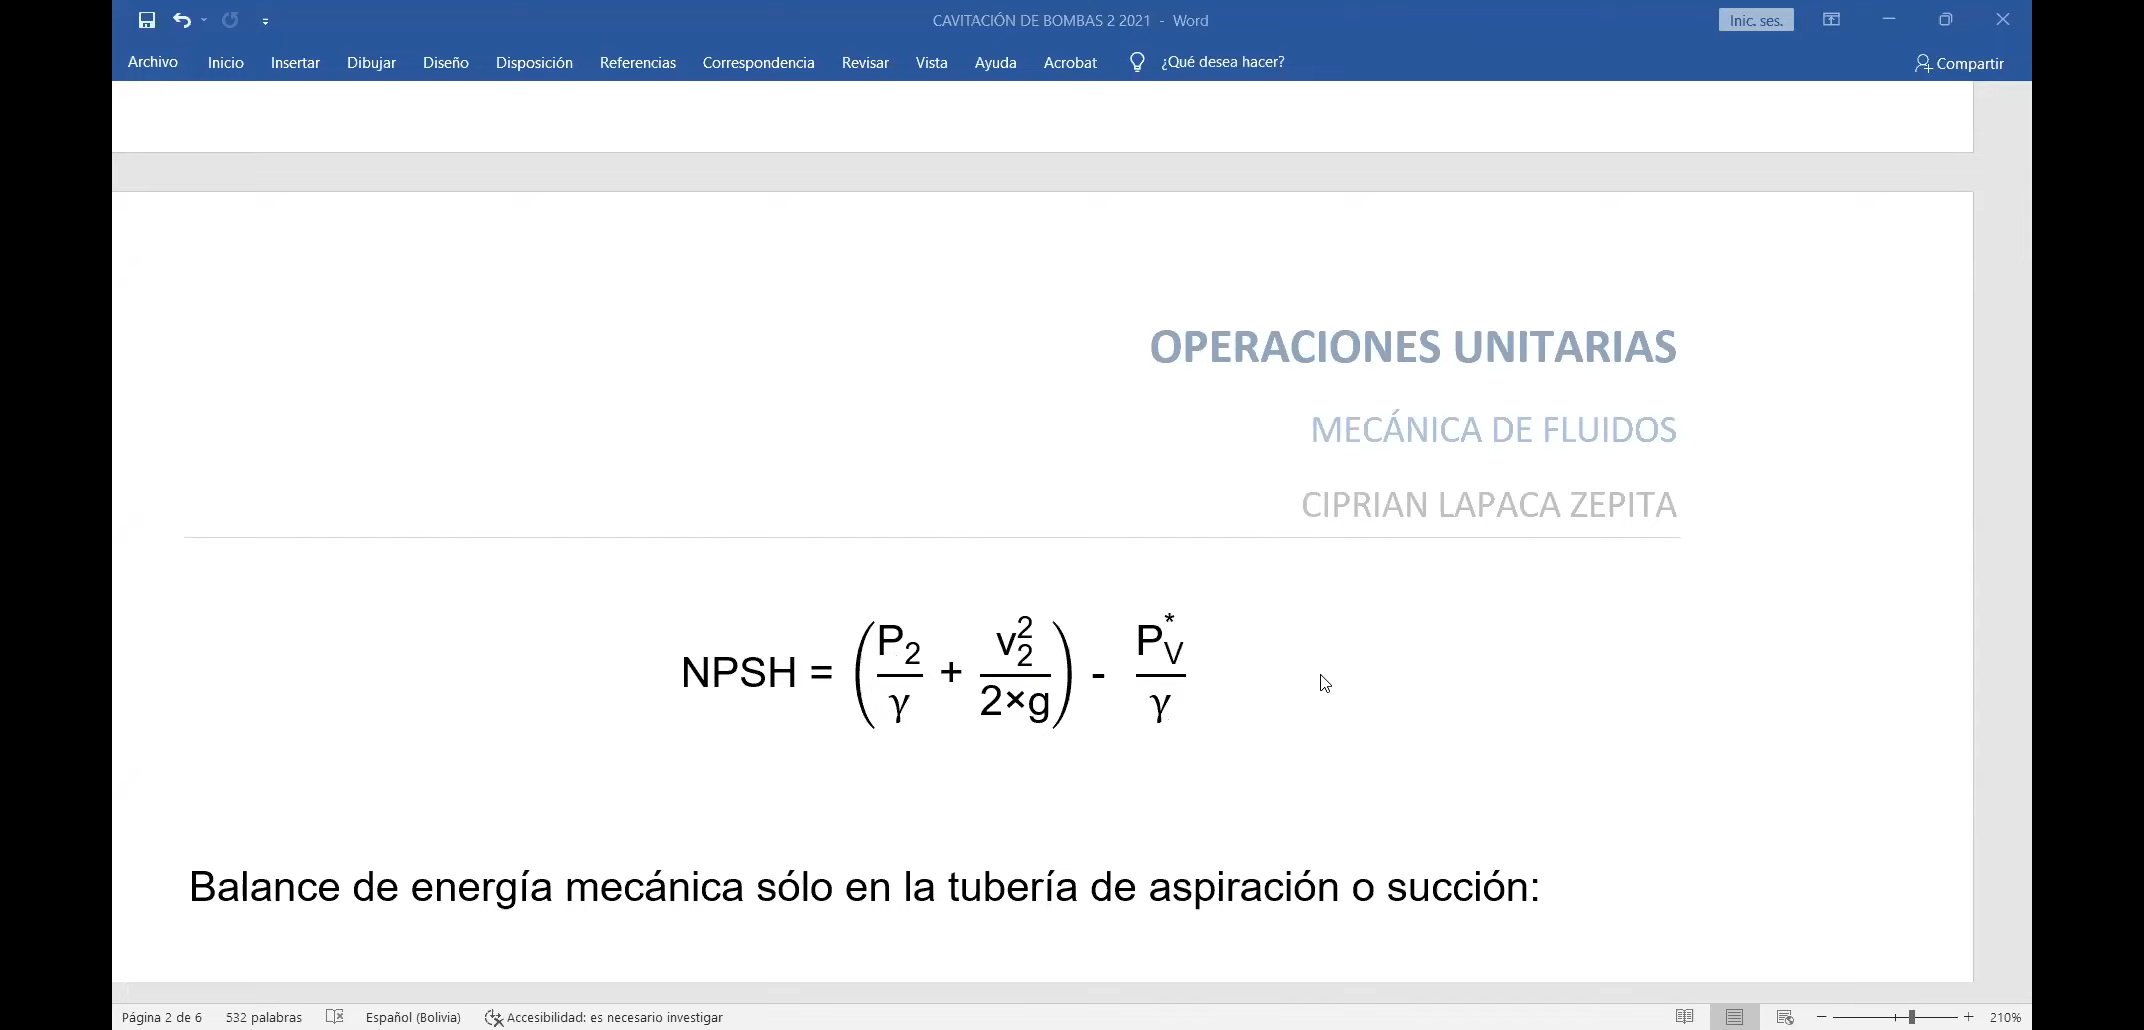 CAVITACIÓN DE BOMBAS 2 2021 - Word
Inic. ses.
Archivo Inicio Insertar Dibujar Diseño Disposición Referencias Correspondencia Revisar Vista Ayuda Acrobat ¿Qué desea hacer? Compartir
OPERACIONES UNITARIAS
MECÁNICA DE FLUIDOS
CIPRIAN LAPACA ZEPITA
NPSH = (P₂/γ + v₂²/2×g) - P_V*/γ
Balance de energía mecánica sólo en la tubería de aspiración o succión:
Página 2 de 6 532 palabras Español (Bolivia) Accesibilidad: es necesario investigar 210%